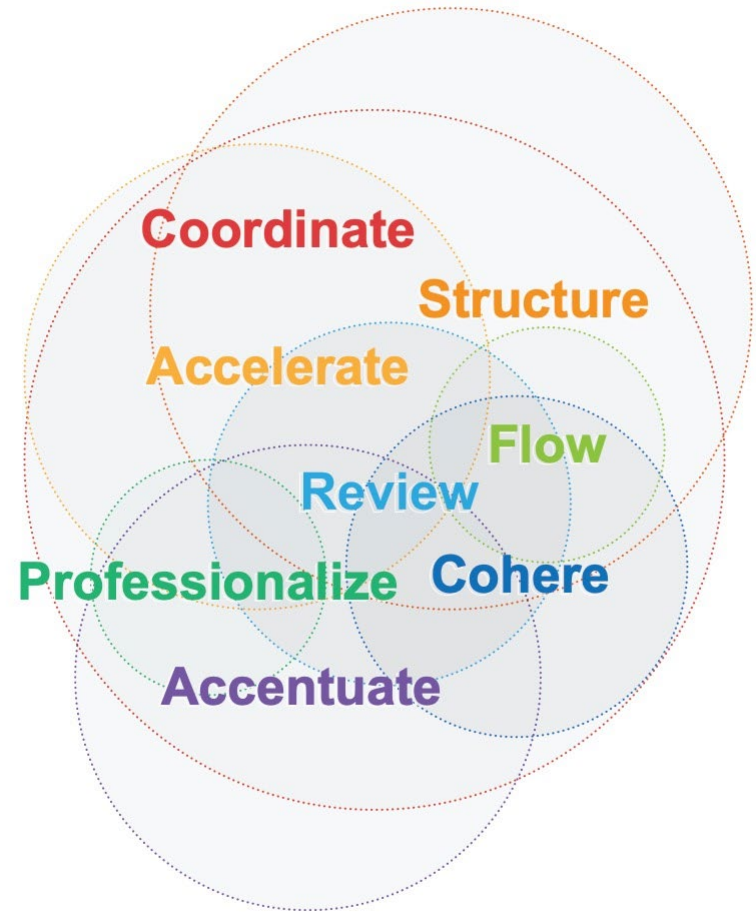 Coordinate
Structure
Accelerate
Flow
Review
Cohere
Professionalize
Accentuate